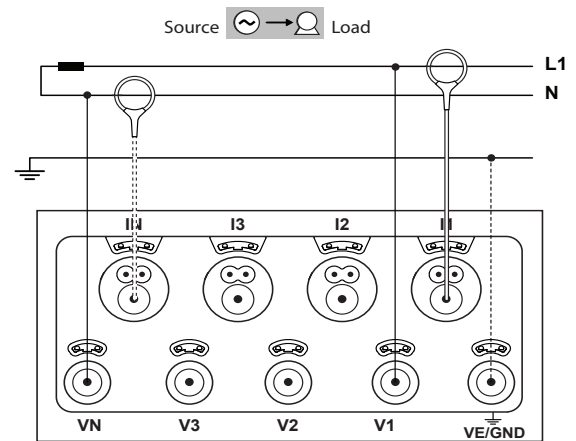 Source Load
L1
N
IN I3 I2 I1
VN V3 V2 V1 VE/GND